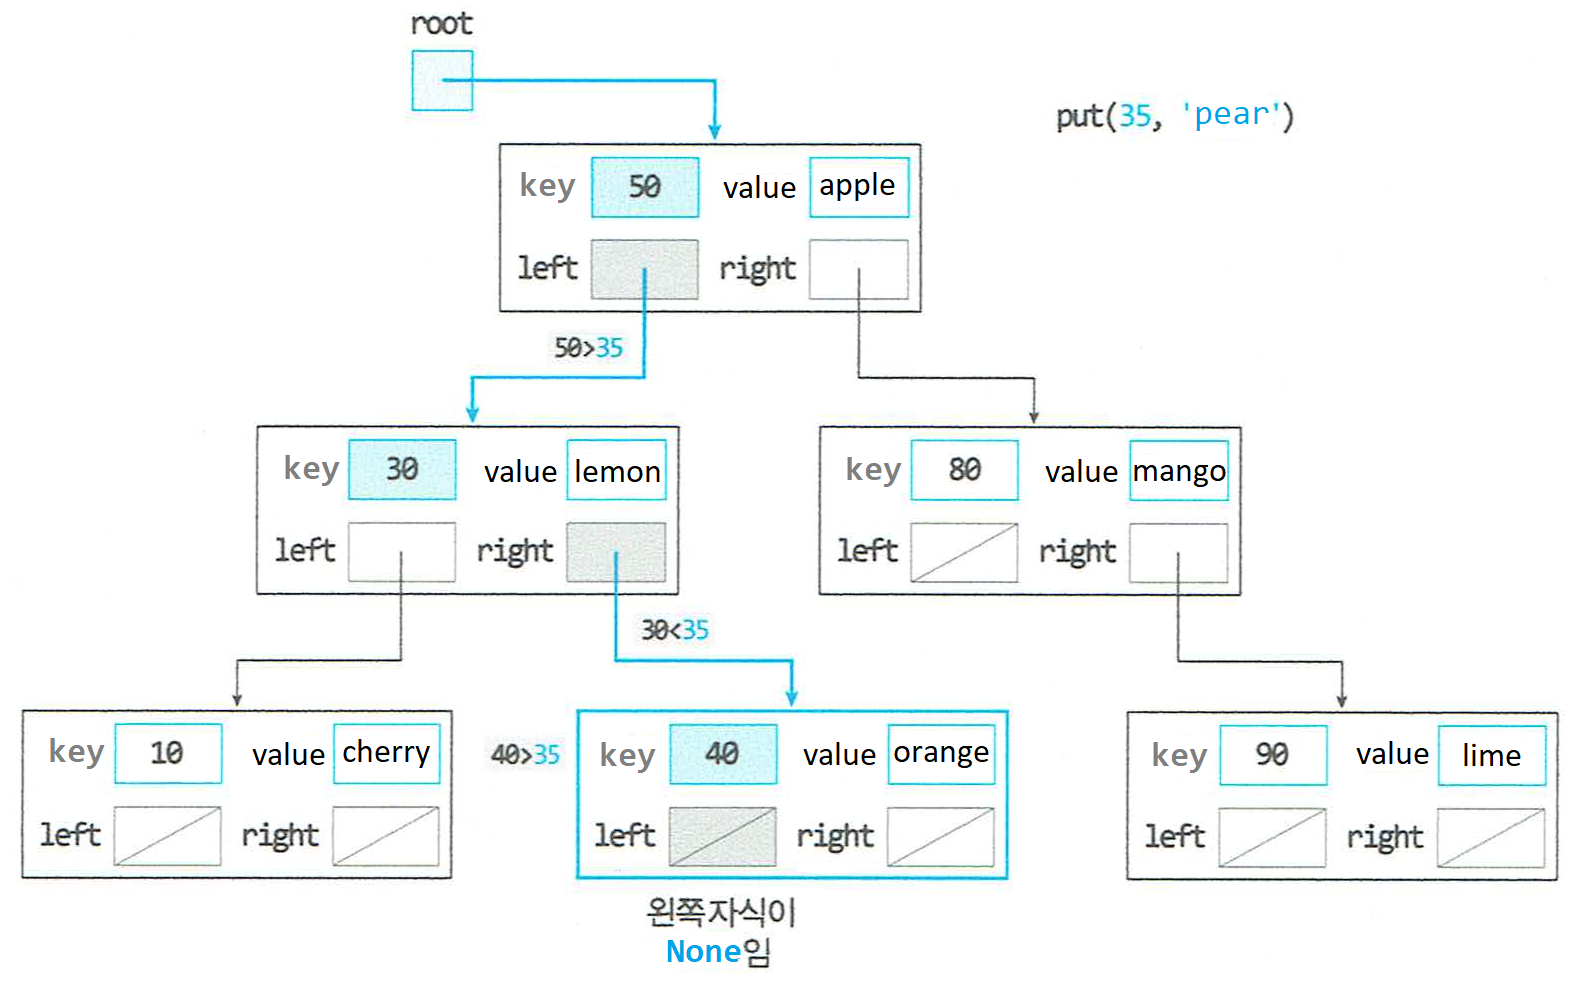 root
put(35, 'pear')
key 50 value apple
left right
50>35
key 30 value lemon
left right
key 80 value mango
left right
30<35
key 10 value cherry
left right
40>35
key 40 value orange
left right
key 90 value lime
left right
왼쪽자식이
None임